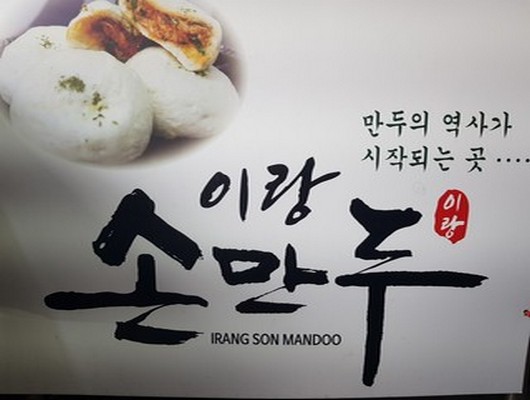 만두의 역사가
시작되는 곳 ····
이랑
이랑
손만두
IRANG SON MANDOO